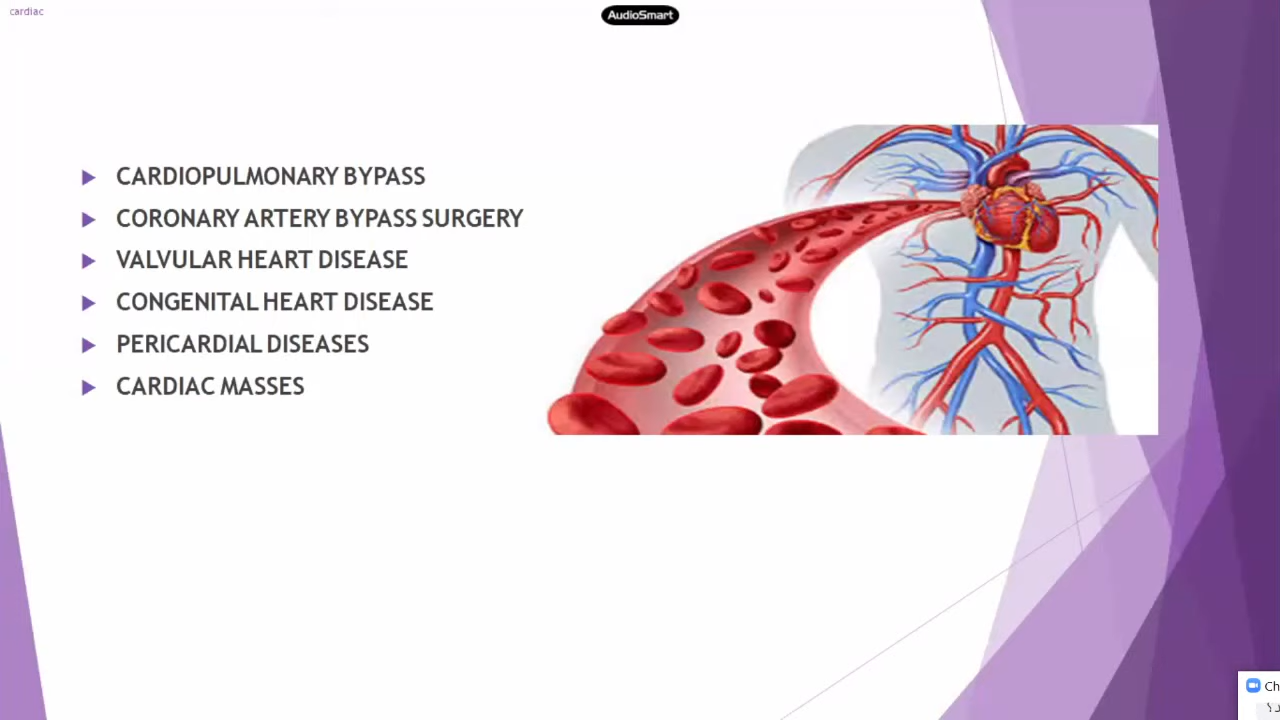 cardiac
AudioSmart
CARDIOPULMONARY BYPASS
CORONARY ARTERY BYPASS SURGERY
VALVULAR HEART DISEASE
CONGENITAL HEART DISEASE
PERICARDIAL DISEASES
CARDIAC MASSES
Ch